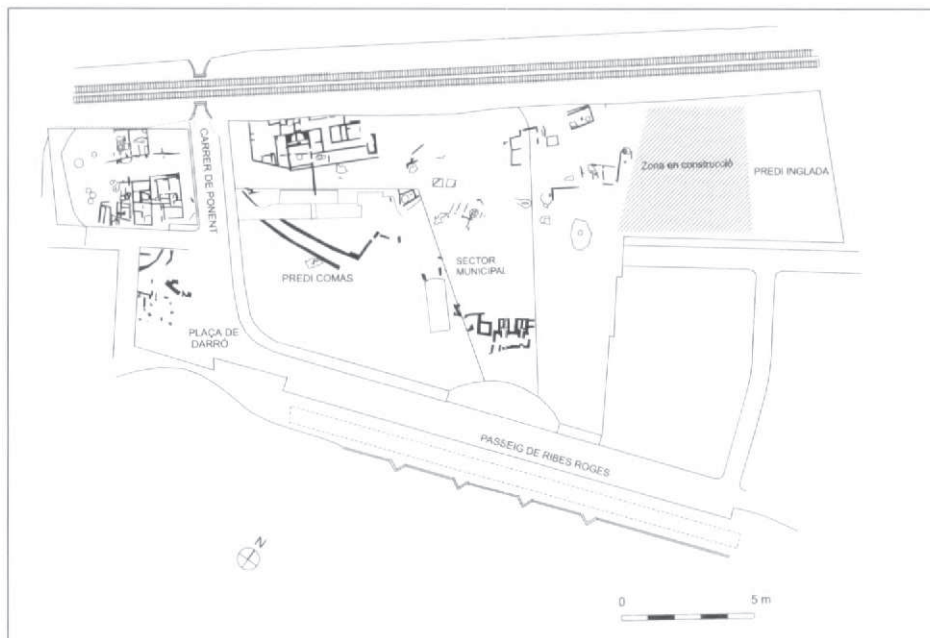 CARRER DE PONENT
Zona en construcció
PREDI INGLADA
SECTOR
MUNICIPAL
PREDI COMAS
PLAÇA DE
DARRÓ
PASSEIG DE RIBES ROGES
N
0 5 m